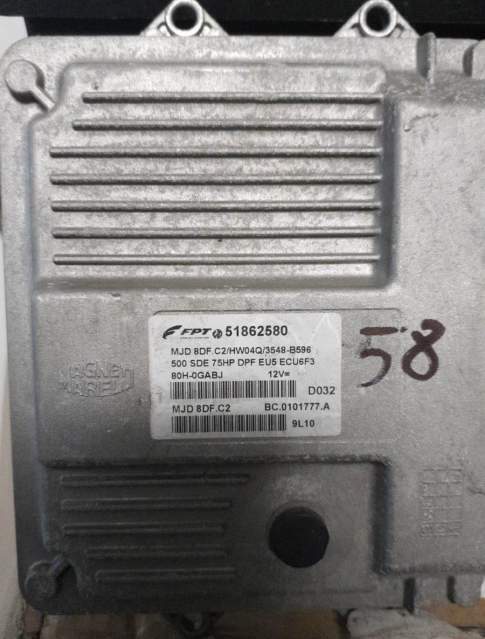 FPT 51862580
MJD 8DF.C2/HW04Q/3548-B596
500 SDE 75HP DPF EU5 ECU6F3
80H-0GABJ 12V=
D032
MJD 8DF.C2 BC.0101777.A
9L10
58
MAGNETI
MARELLI